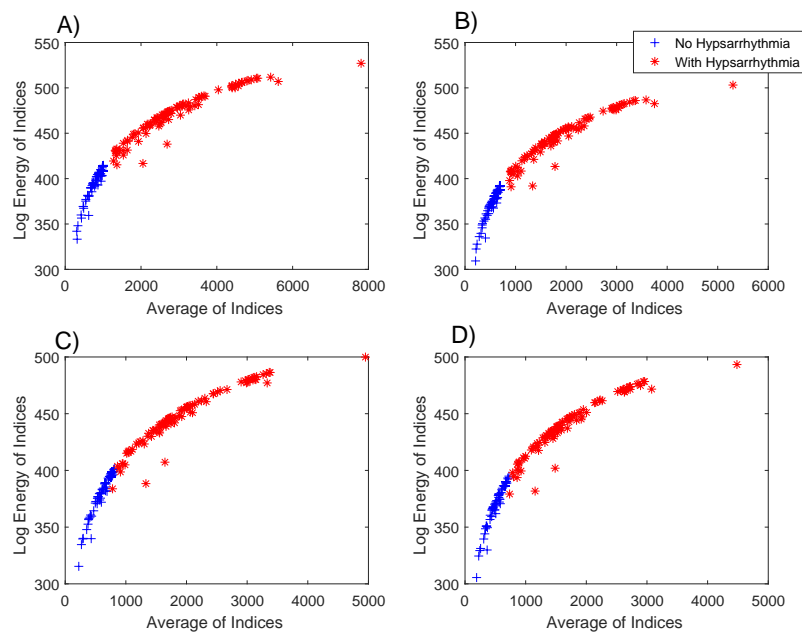 A)
550
500
450
400
350
300
0 2000 4000 6000 8000
Log Energy of Indices
Average of Indices
B)
No Hypsarrhythmia
With Hypsarrhythmia
550
500
450
400
350
300
0 1000 2000 3000 4000 5000 6000
Log Energy of Indices
Average of Indices
C)
500
450
400
350
300
0 1000 2000 3000 4000 5000
Log Energy of Indices
Average of Indices
D)
500
450
400
350
300
0 1000 2000 3000 4000 5000
Log Energy of Indices
Average of Indices